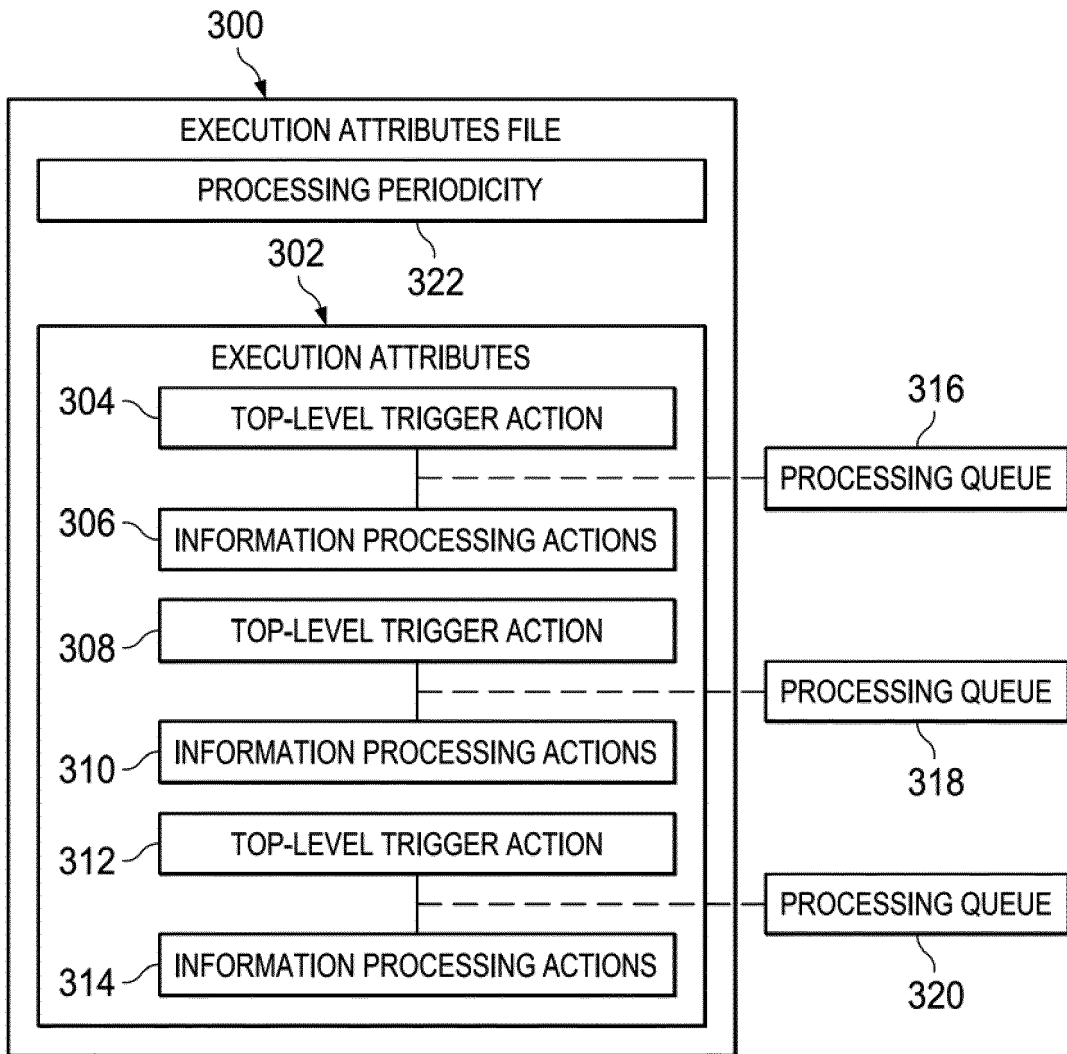 300
EXECUTION ATTRIBUTES FILE
PROCESSING PERIODICITY
302
322
EXECUTION ATTRIBUTES
304
TOP-LEVEL TRIGGER ACTION
316
PROCESSING QUEUE
306
INFORMATION PROCESSING ACTIONS
308
TOP-LEVEL TRIGGER ACTION
PROCESSING QUEUE
310
INFORMATION PROCESSING ACTIONS
318
312
TOP-LEVEL TRIGGER ACTION
PROCESSING QUEUE
314
INFORMATION PROCESSING ACTIONS
320